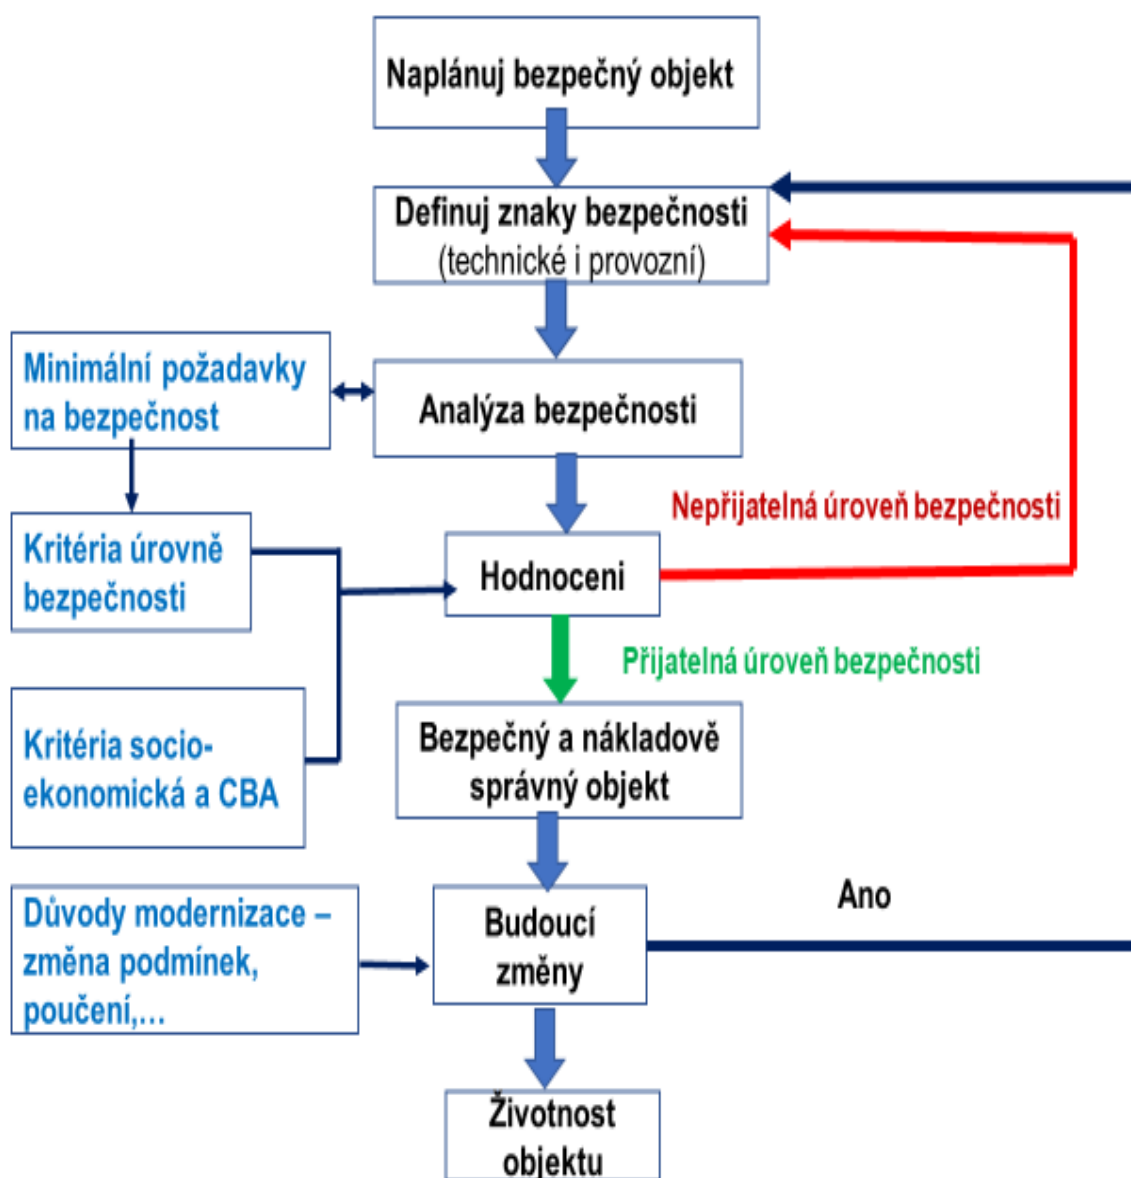 Naplánuj bezpečný objekt
Definuj znaky bezpečnosti
(technické i provozní)
Minimální požadavky
na bezpečnost
Analýza bezpečnosti
Nepřijatelná úroveň bezpečnosti
Kritéria úrovně
bezpečnosti
Hodnoceni
Přijatelná úroveň bezpečnosti
Kritéria socio-
ekonomická a CBA
Bezpečný a nákladově
správný objekt
Důvody modernizace –
změna podmínek,
poučení,...
Budoucí
změny
Ano
Životnost
objektu